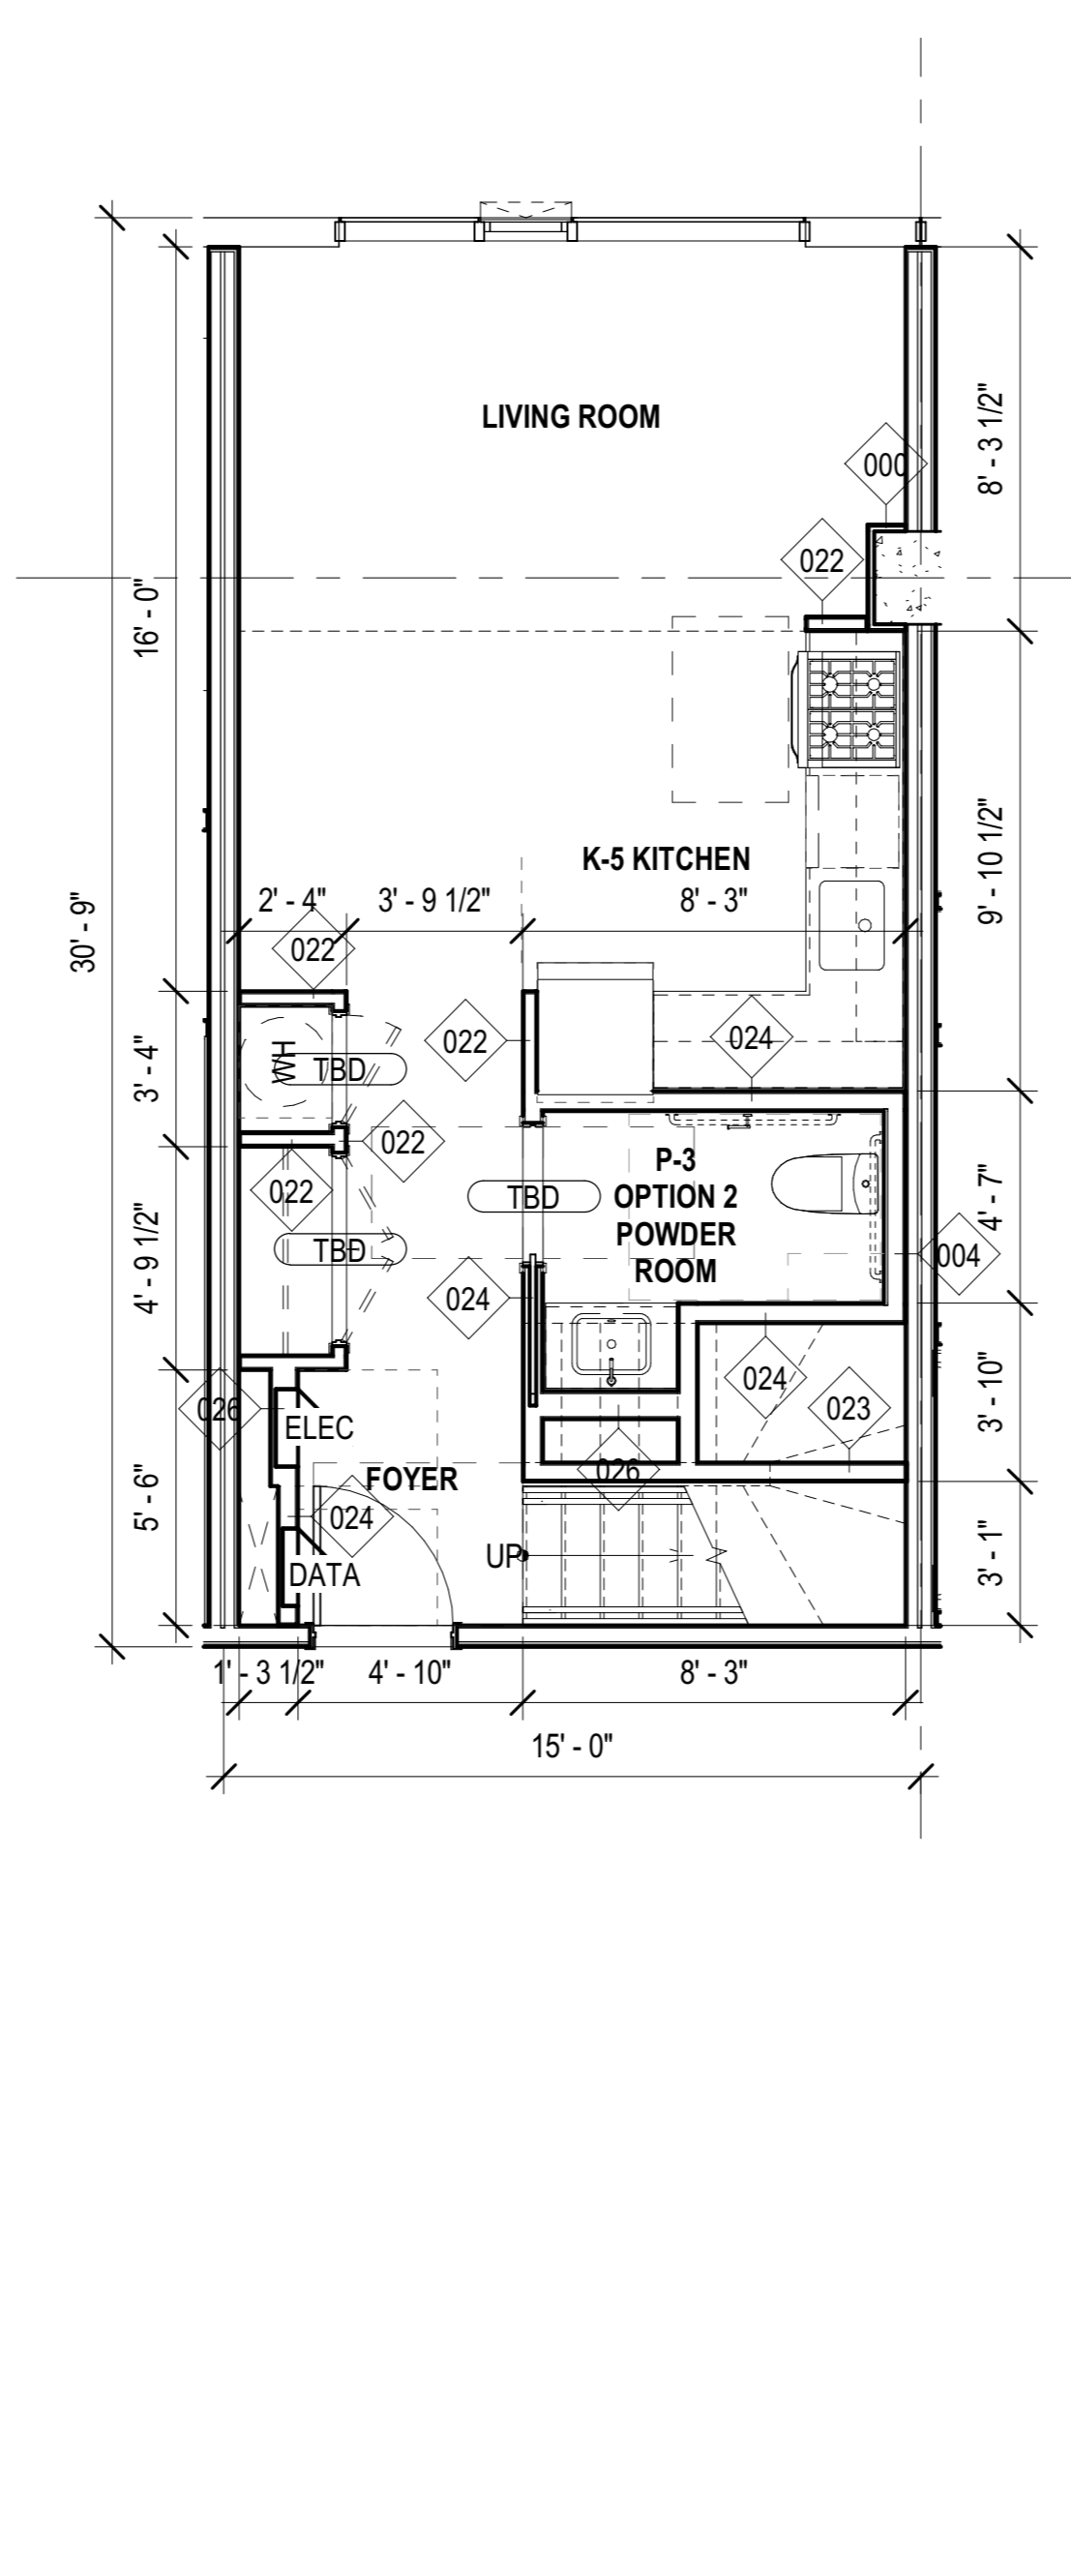 LIVING ROOM
8' - 3 1/2"
000
022
16' - 0"
K-5 KITCHEN
9' - 10 1/2"
30' - 9"
2' - 4"
3' - 9 1/2"
8' - 3"
022
022
024
3' - 4"
HW
TBD
022
P-3
OPTION 2
POWDER
ROOM
022
TBD
4' - 7"
4' - 9 1/2"
TBD
004
024
024
023
3' - 10"
026
ELEC
026
FOYER
5' - 6"
024
UP
DATA
3' - 1"
1' - 3 1/2"
4' - 10"
8' - 3"
15' - 0"